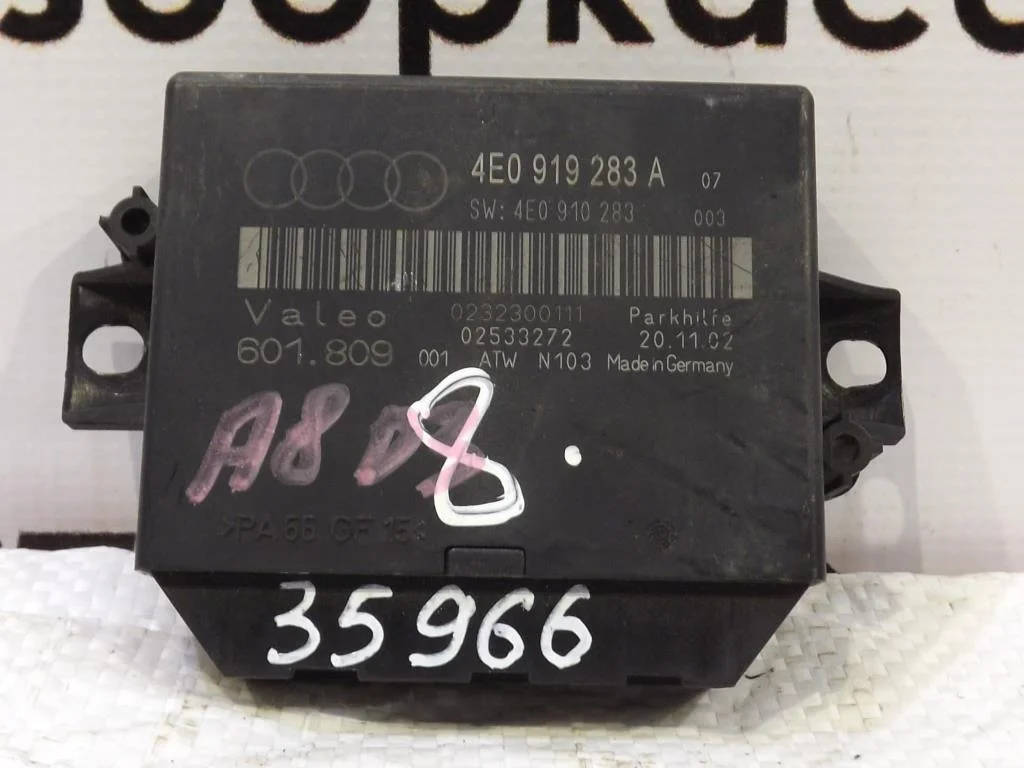 4E0 919 283 A 07
SW: 4E0 910 283 003
Valeo 0232300111 Parkhilfe
02533272 20.11.02
601.809 001 ATW N103 Made in Germany
A8 D3
8
>PA 66 GF 15<
35966